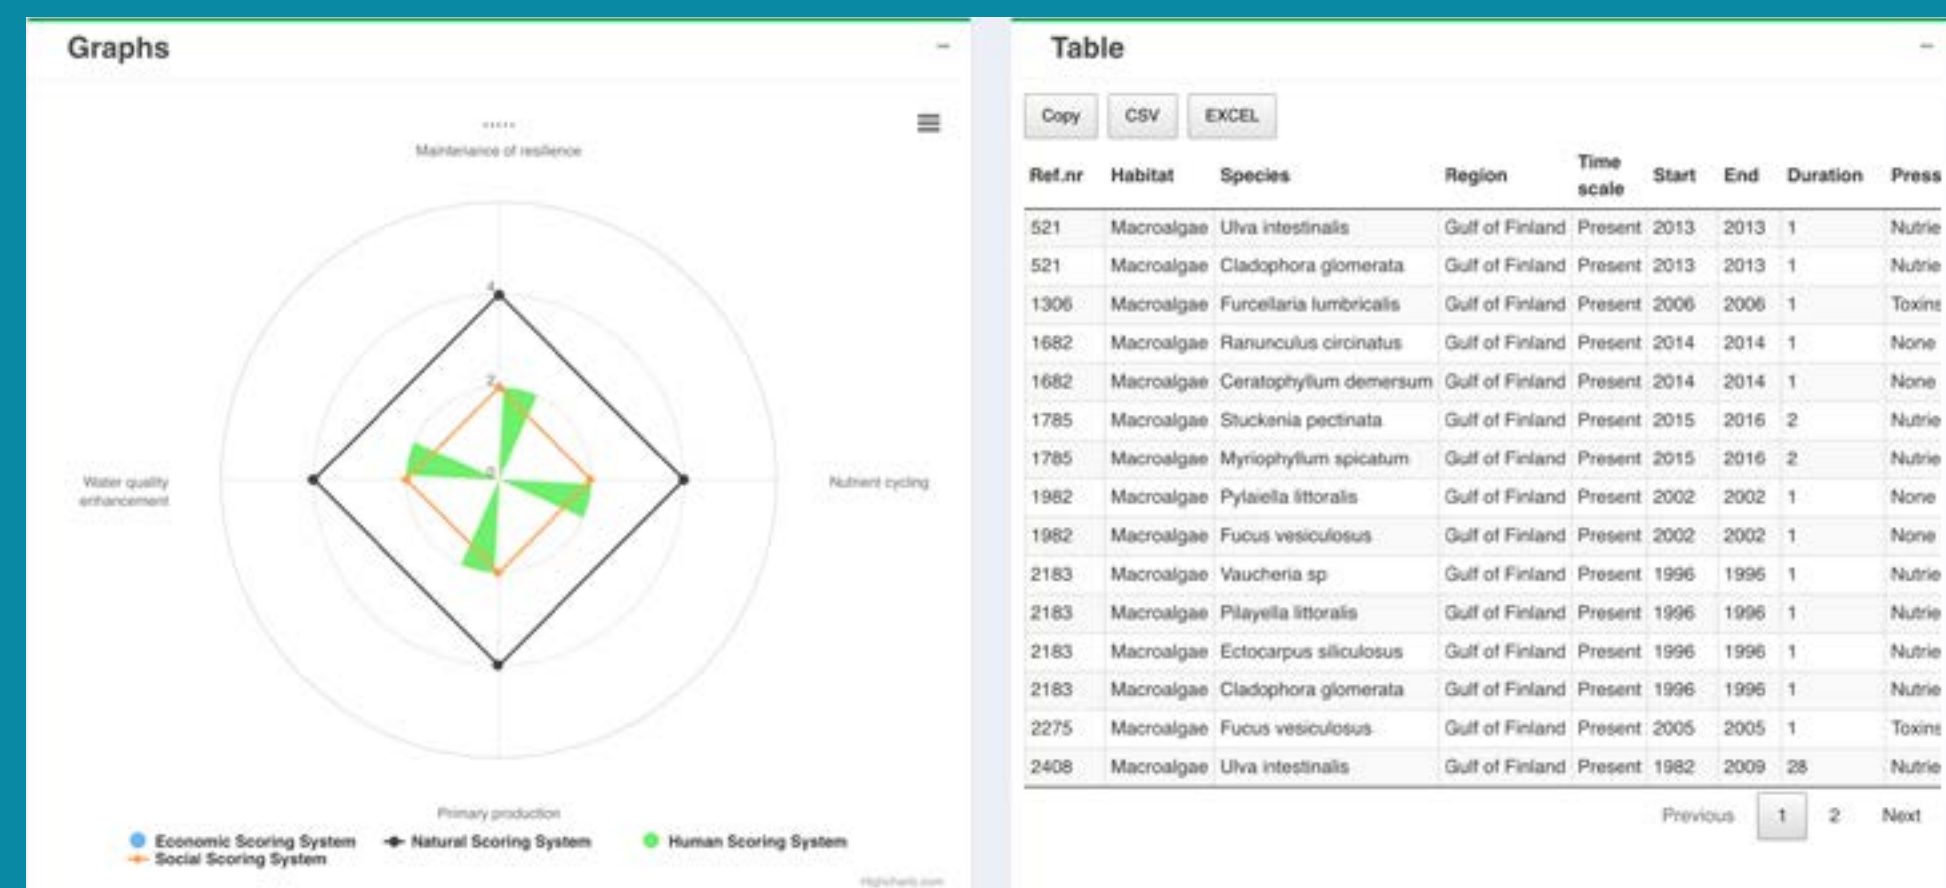 Graphs
Maintenance of resilience
4
2
0
Water quality
enhancement
Nutrient cycling
Primary production
Economic Scoring System
Natural Scoring System
Human Scoring System
Social Scoring System
Highcharts.com
Table
Copy CSV EXCEL
Ref.nr Habitat Species Region Time scale Start End Duration Press
521 Macroalgae Ulva intestinalis Gulf of Finland Present 2013 2013 1 Nutrie
521 Macroalgae Cladophora glomerata Gulf of Finland Present 2013 2013 1 Nutrie
1306 Macroalgae Furcellaria lumbricalis Gulf of Finland Present 2006 2006 1 Toxins
1682 Macroalgae Ranunculus circinatus Gulf of Finland Present 2014 2014 1 None
1682 Macroalgae Ceratophyllum demersum Gulf of Finland Present 2014 2014 1 None
1785 Macroalgae Stuckenia pectinata Gulf of Finland Present 2015 2016 2 Nutrie
1785 Macroalgae Myriophyllum spicatum Gulf of Finland Present 2015 2016 2 Nutrie
1982 Macroalgae Pylaiella littoralis Gulf of Finland Present 2002 2002 1 None
1982 Macroalgae Fucus vesiculosus Gulf of Finland Present 2002 2002 1 None
2183 Macroalgae Vaucheria sp Gulf of Finland Present 1996 1996 1 Nutrie
2183 Macroalgae Pilayella littoralis Gulf of Finland Present 1996 1996 1 Nutrie
2183 Macroalgae Ectocarpus siliculosus Gulf of Finland Present 1996 1996 1 Nutrie
2183 Macroalgae Cladophora glomerata Gulf of Finland Present 1996 1996 1 Nutrie
2275 Macroalgae Fucus vesiculosus Gulf of Finland Present 2005 2005 1 Toxins
2408 Macroalgae Ulva intestinalis Gulf of Finland Present 1982 2009 28 Nutrie
Previous 1 2 Next